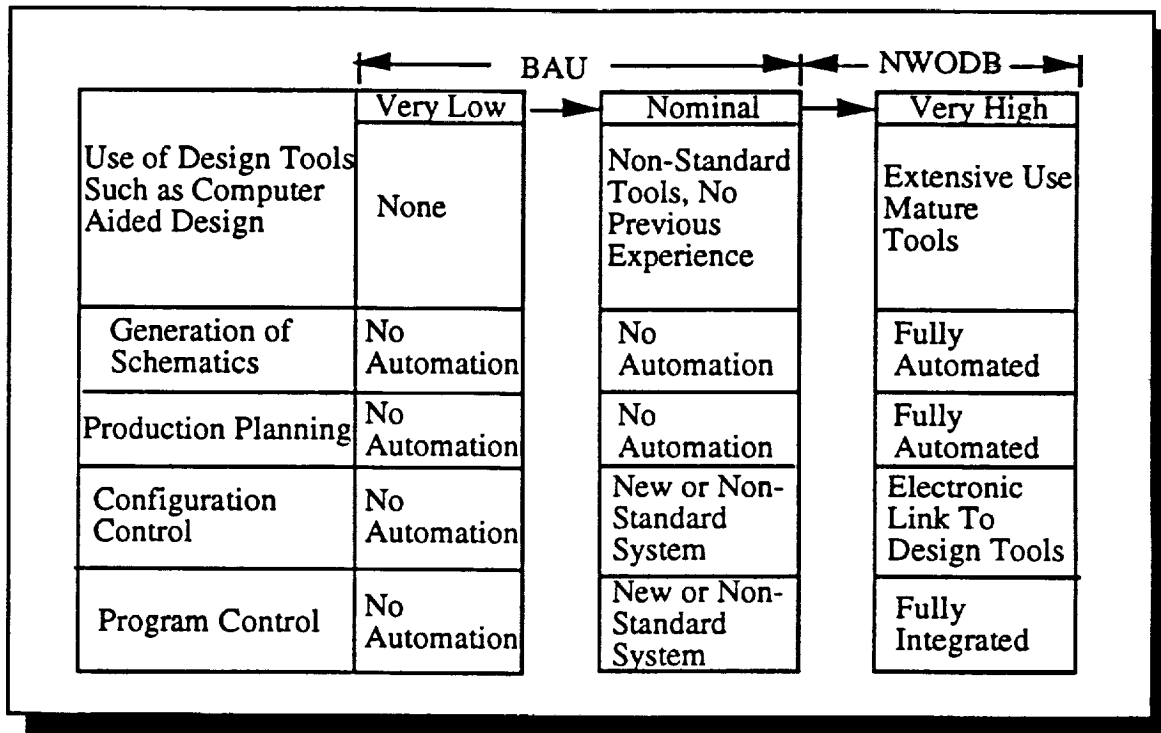 BAU NWODB
Very Low Nominal Very High
Use of Design Tools
Such as Computer
Aided Design
None
Non-Standard
Tools, No
Previous
Experience
Extensive Use
Mature
Tools
Generation of
Schematics
No
Automation
No
Automation
Fully
Automated
Production Planning
No
Automation
No
Automation
Fully
Automated
Configuration
Control
No
Automation
New or Non-
Standard
System
Electronic
Link To
Design Tools
Program Control
No
Automation
New or Non-
Standard
System
Fully
Integrated